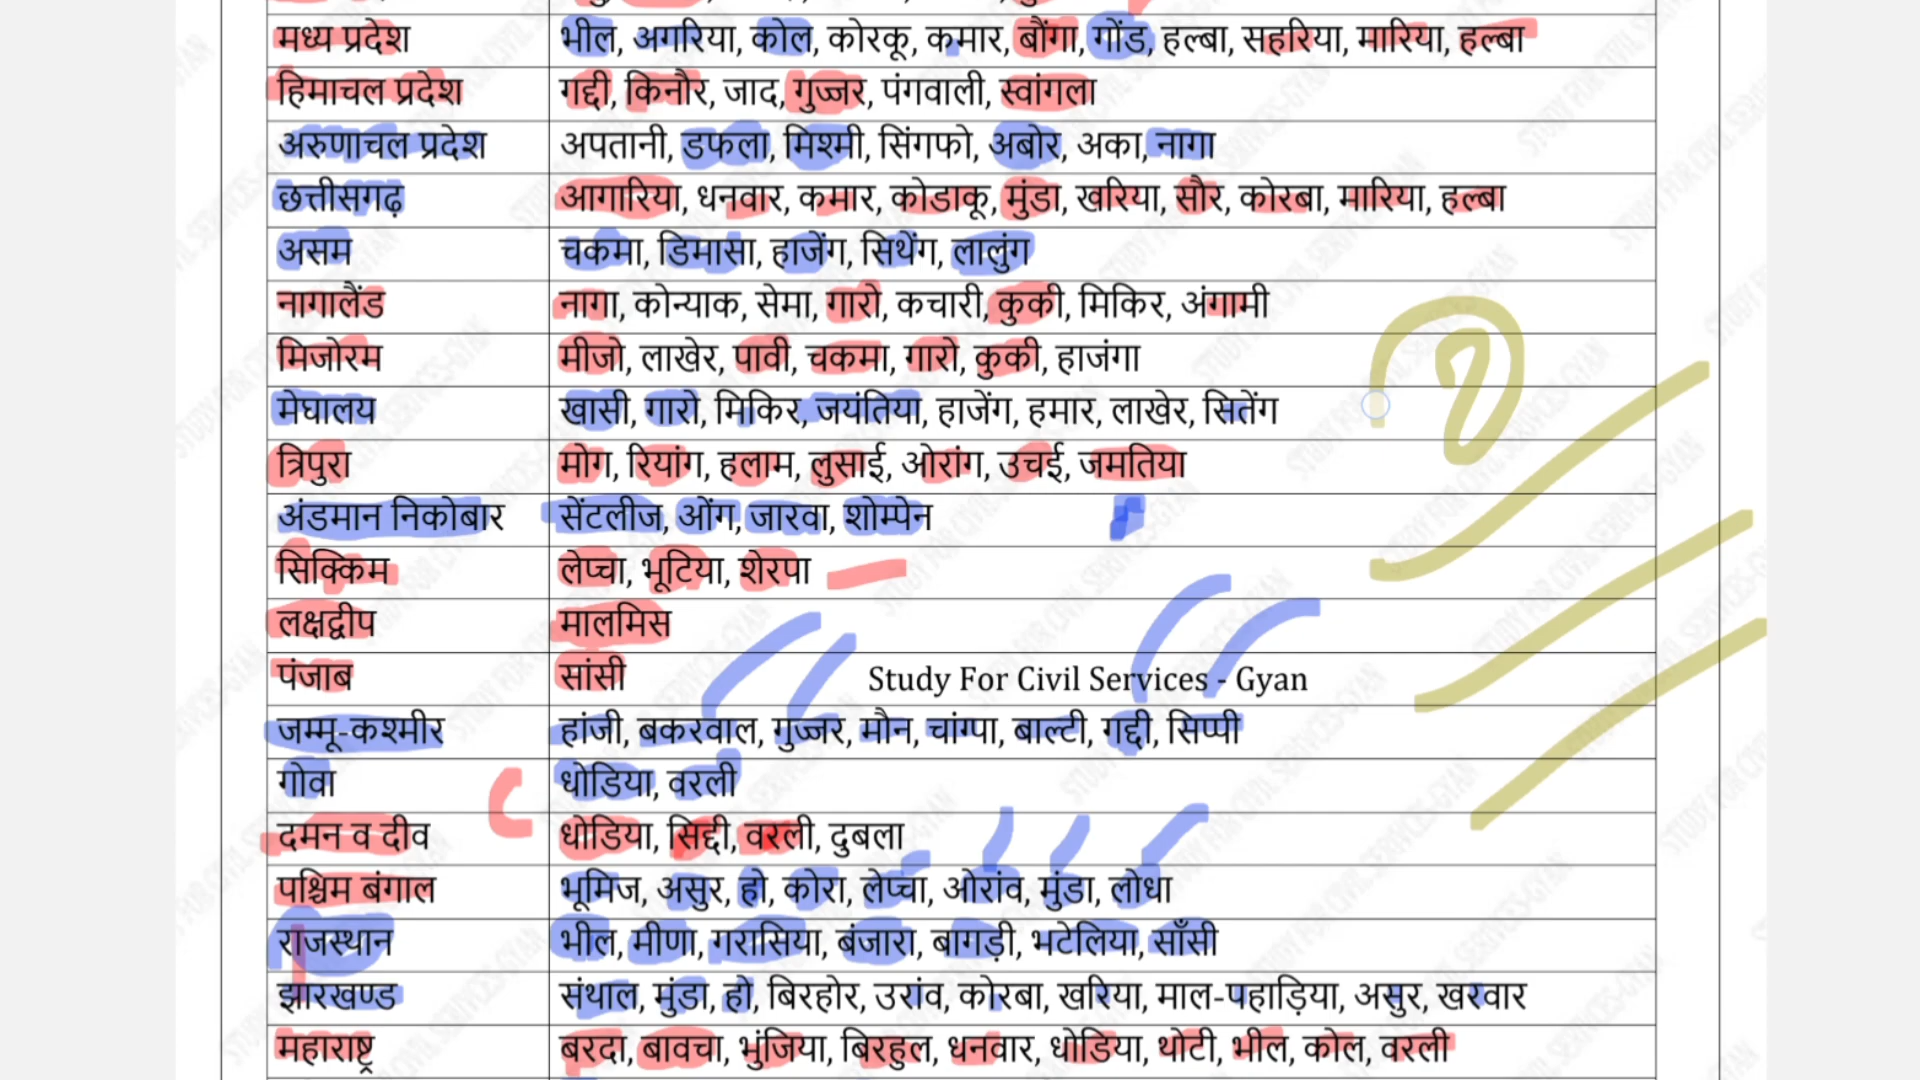 मध्य प्रदेश भील, अगरिया, कोल, कोरकू, कमार, बौंगा, गोंड, हल्बा, सहरिया, मारिया, हल्बा
हिमाचल प्रदेश गद्दी, किनौर, जाद, गुज्जर, पंगवाली, स्वांगला
अरुणाचल प्रदेश अपतानी, डफला, मिश्मी, सिंगफो, अबोर, अका, नागा
छत्तीसगढ़ आगारिया, धनवार, कमार, कोडाकू, मुंडा, खरिया, सौर, कोरबा, मारिया, हल्बा
असम चकमा, डिमासा, हाजेंग, सिथेंग, लालुंग
नागालैंड नागा, कोन्याक, सेमा, गारो, कचारी, कुकी, मिकिर, अंगामी
मिजोरम मीजो, लाखेर, पावी, चकमा, गारो, कुकी, हाजंगा
मेघालय खासी, गारो, मिकिर, जयंतिया, हाजेंग, हमार, लाखेर, सितेंग
त्रिपुरा मोग, रियांग, हलाम, लुसाई, ओरांग, उचई, जमतिया
अंडमान निकोबार सेंटलीज, ओंग, जारवा, शोम्पेन
सिक्किम लेप्चा, भूटिया, शेरपा
लक्षद्वीप मालमिस
पंजाब सांसी Study For Civil Services - Gyan
जम्मू-कश्मीर हांजी, बकरवाल, गुज्जर, मौन, चांग्पा, बाल्टी, गद्दी, सिप्पी
गोवा धोडिया, वरली
दमन व दीव धोडिया, सिद्दी, वरली, दुबला
पश्चिम बंगाल भूमिज, असुर, हो, कोरा, लेप्चा, ओरांव, मुंडा, लोधा
राजस्थान भील, मीणा, गरासिया, बंजारा, बागड़ी, भटेलिया, साँसी
झारखण्ड संथाल, मुंडा, हो, बिरहोर, उरांव, कोरबा, खरिया, माल-पहाड़िया, असुर, खरवार
महाराष्ट्र बरदा, बावचा, भुंजिया, बिरहुल, धनवार, धोडिया, थोटी, भील, कोल, वरली